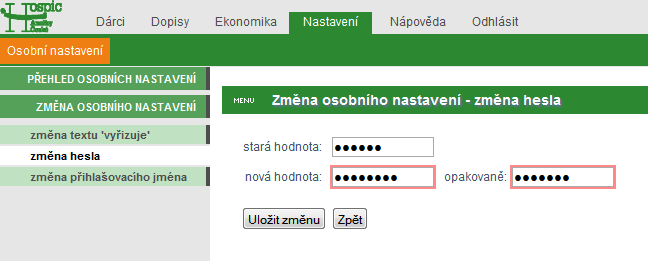 Hospic
Dárci Dopisy Ekonomika Nastavení Nápověda Odhlásit
Osobní nastavení
PŘEHLED OSOBNÍCH NASTAVENÍ
ZMĚNA OSOBNÍHO NASTAVENÍ
změna textu 'vyřizuje'
změna hesla
změna přihlašovacího jména
MENU Změna osobního nastavení - změna hesla
stará hodnota: ●●●●●●
nová hodnota: ●●●●●●●● opakovaně: ●●●●●●●
Uložit změnu Zpět